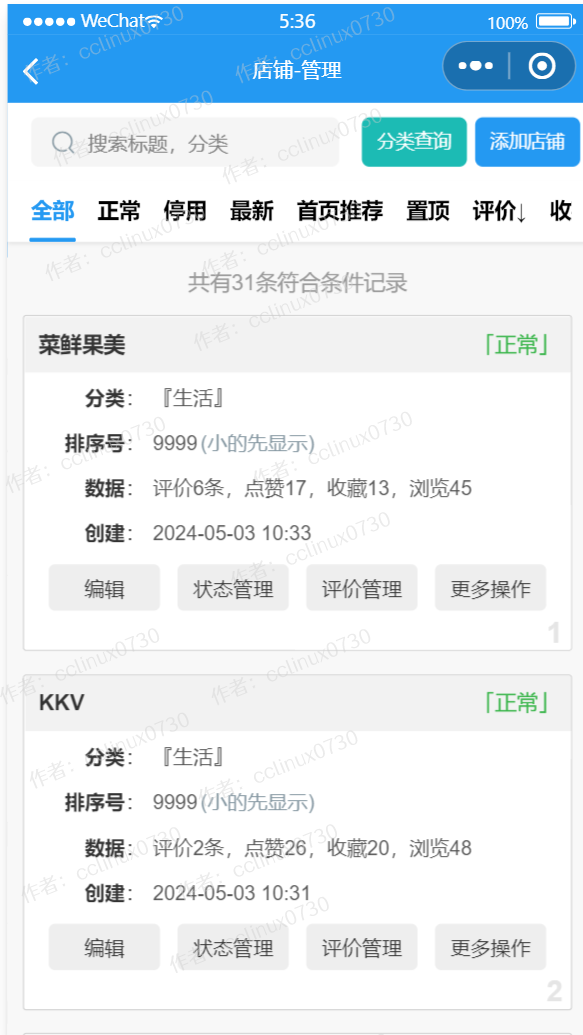 WeChat 5:36 100%
店铺-管理
搜索标题，分类 分类查询 添加店铺
全部 正常 停用 最新 首页推荐 置顶 评价↓ 收
共有31条符合条件记录
菜鲜果美 「正常」
分类： 『生活』
排序号： 9999(小的先显示)
数据： 评价6条，点赞17，收藏13，浏览45
创建： 2024-05-03 10:33
编辑 状态管理 评价管理 更多操作
1
KKV 「正常」
分类： 『生活』
排序号： 9999(小的先显示)
数据： 评价2条，点赞26，收藏20，浏览48
创建： 2024-05-03 10:31
编辑 状态管理 评价管理 更多操作
2
作者：cclinux0730